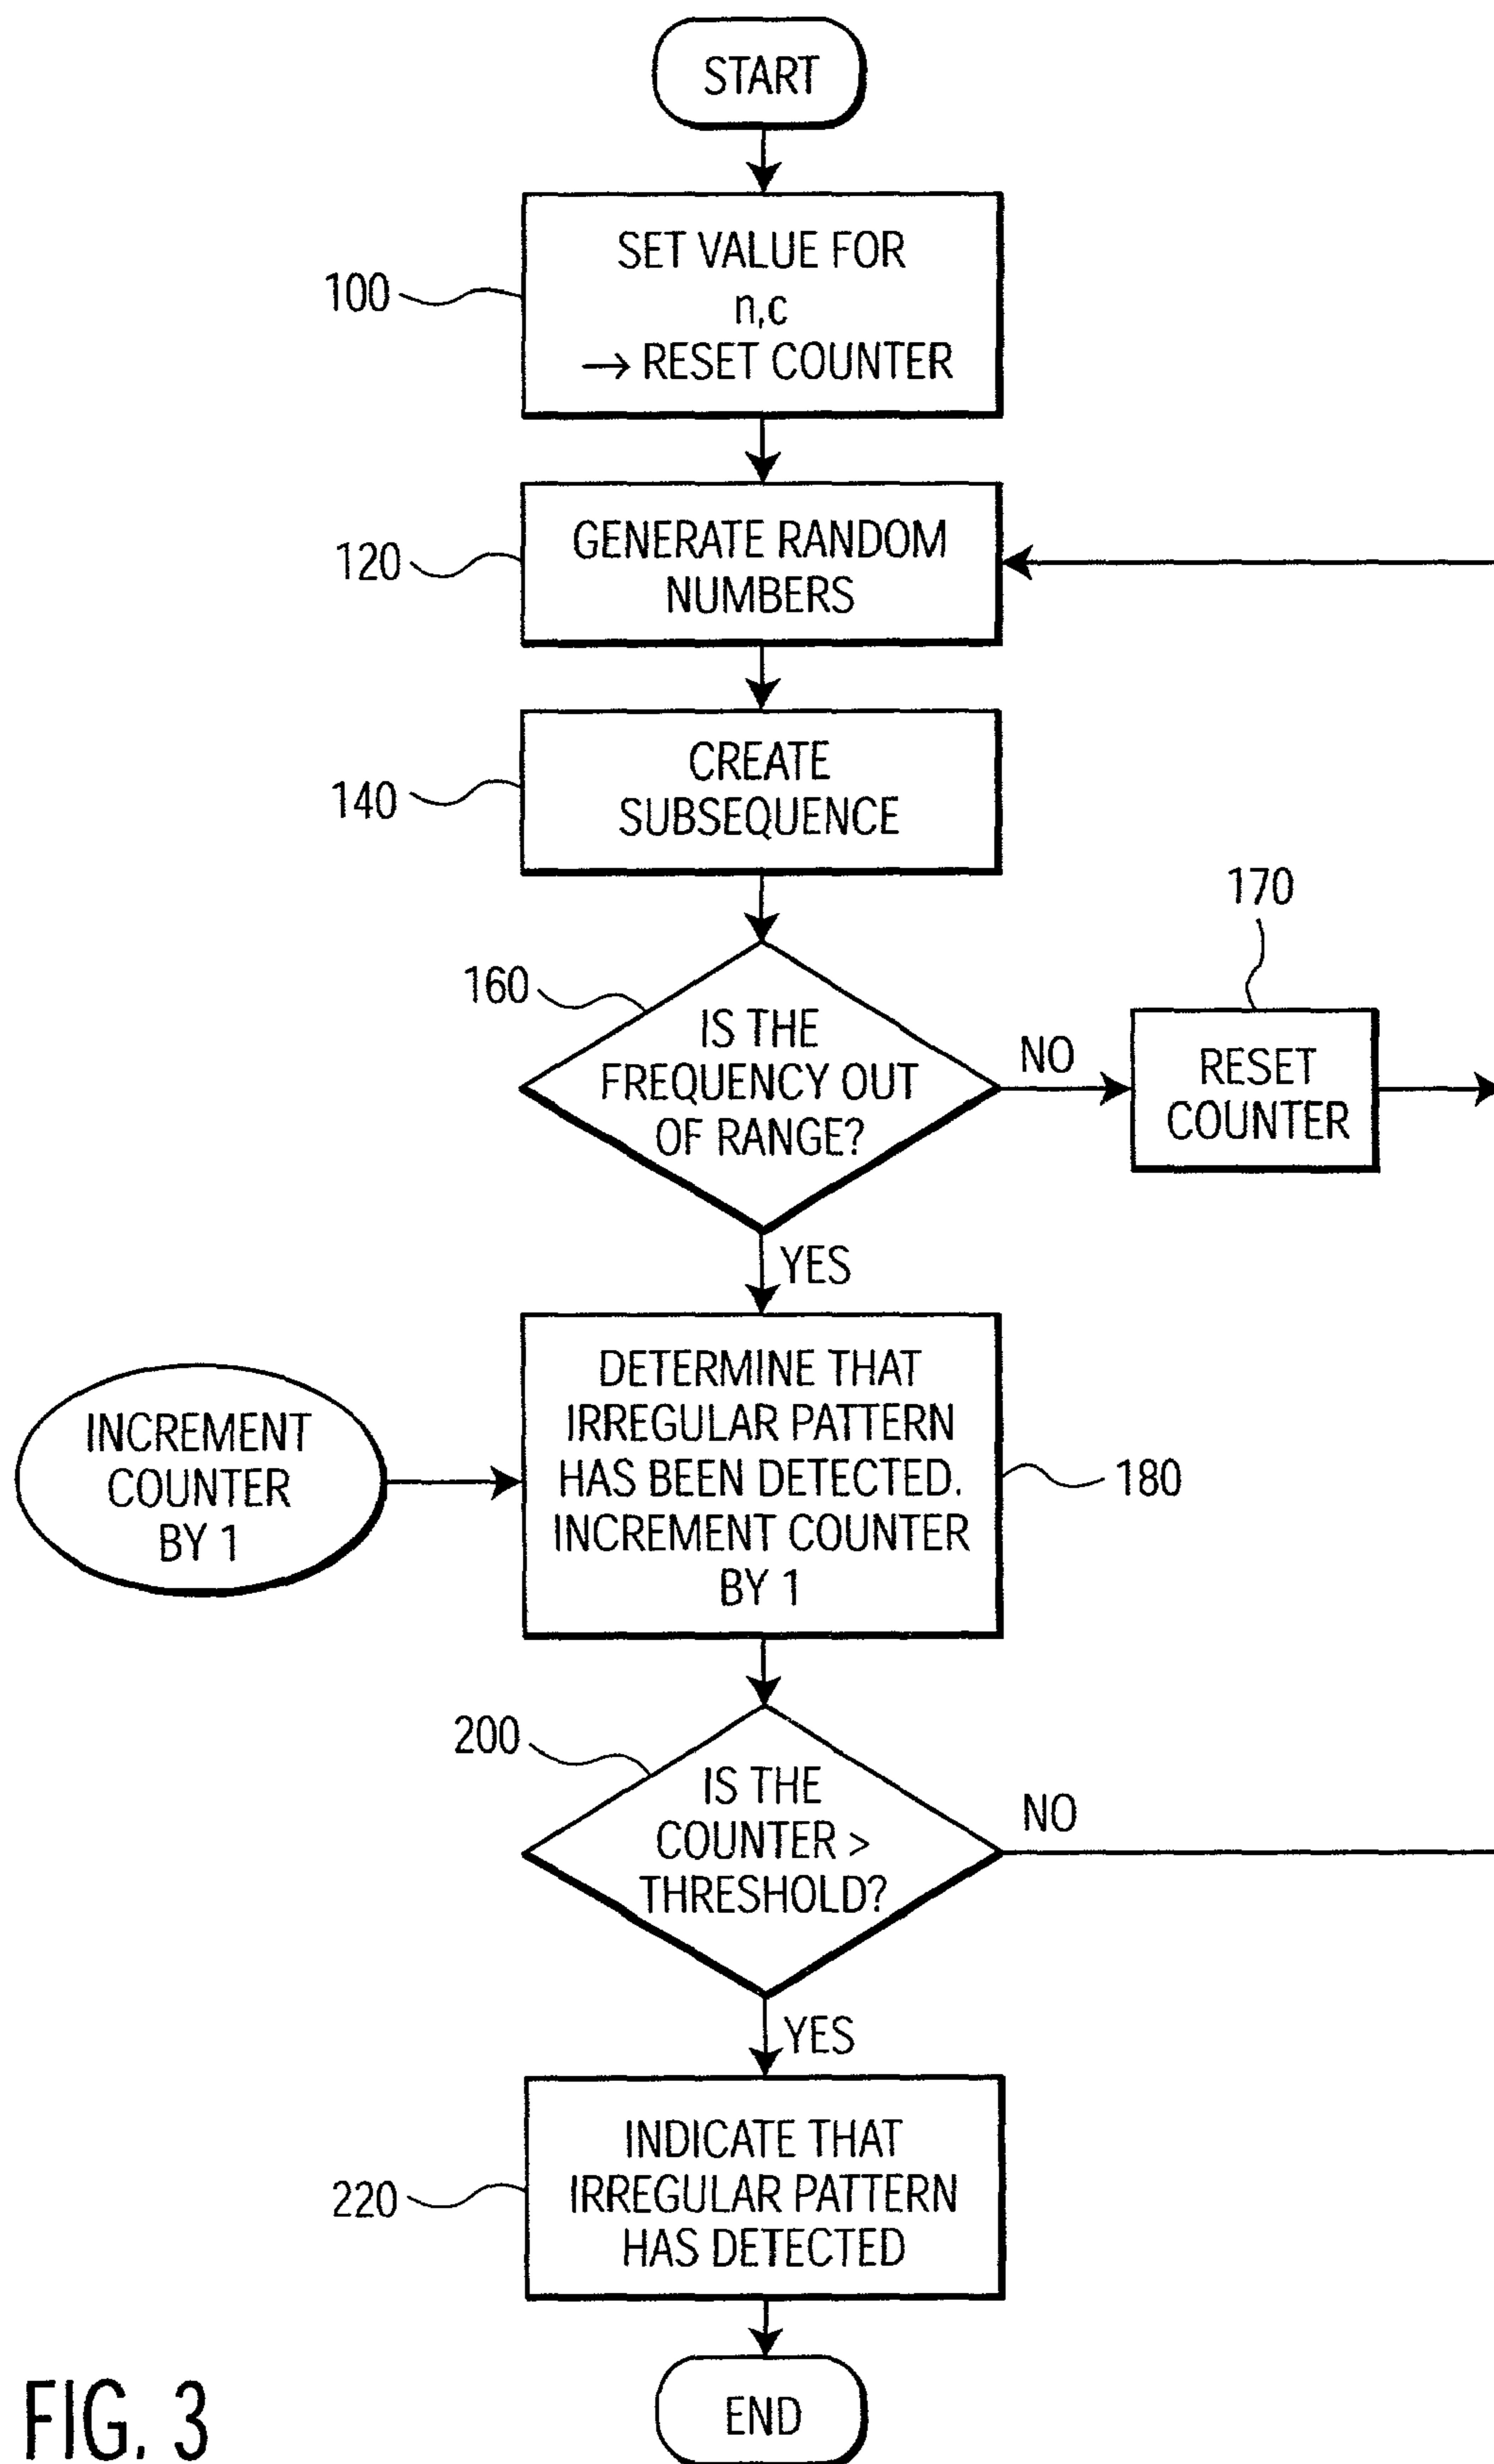 START
SET VALUE FOR
n,c
→ RESET COUNTER
100
GENERATE RANDOM
NUMBERS
120
CREATE
SUBSEQUENCE
140
170
160
IS THE
FREQUENCY OUT
OF RANGE?
NO
RESET
COUNTER
YES
INCREMENT
COUNTER
BY 1
DETERMINE THAT
IRREGULAR PATTERN
HAS BEEN DETECTED.
INCREMENT COUNTER
BY 1
180
200
IS THE
COUNTER >
THRESHOLD?
NO
YES
INDICATE THAT
IRREGULAR PATTERN
HAS DETECTED
220
END
FIG. 3